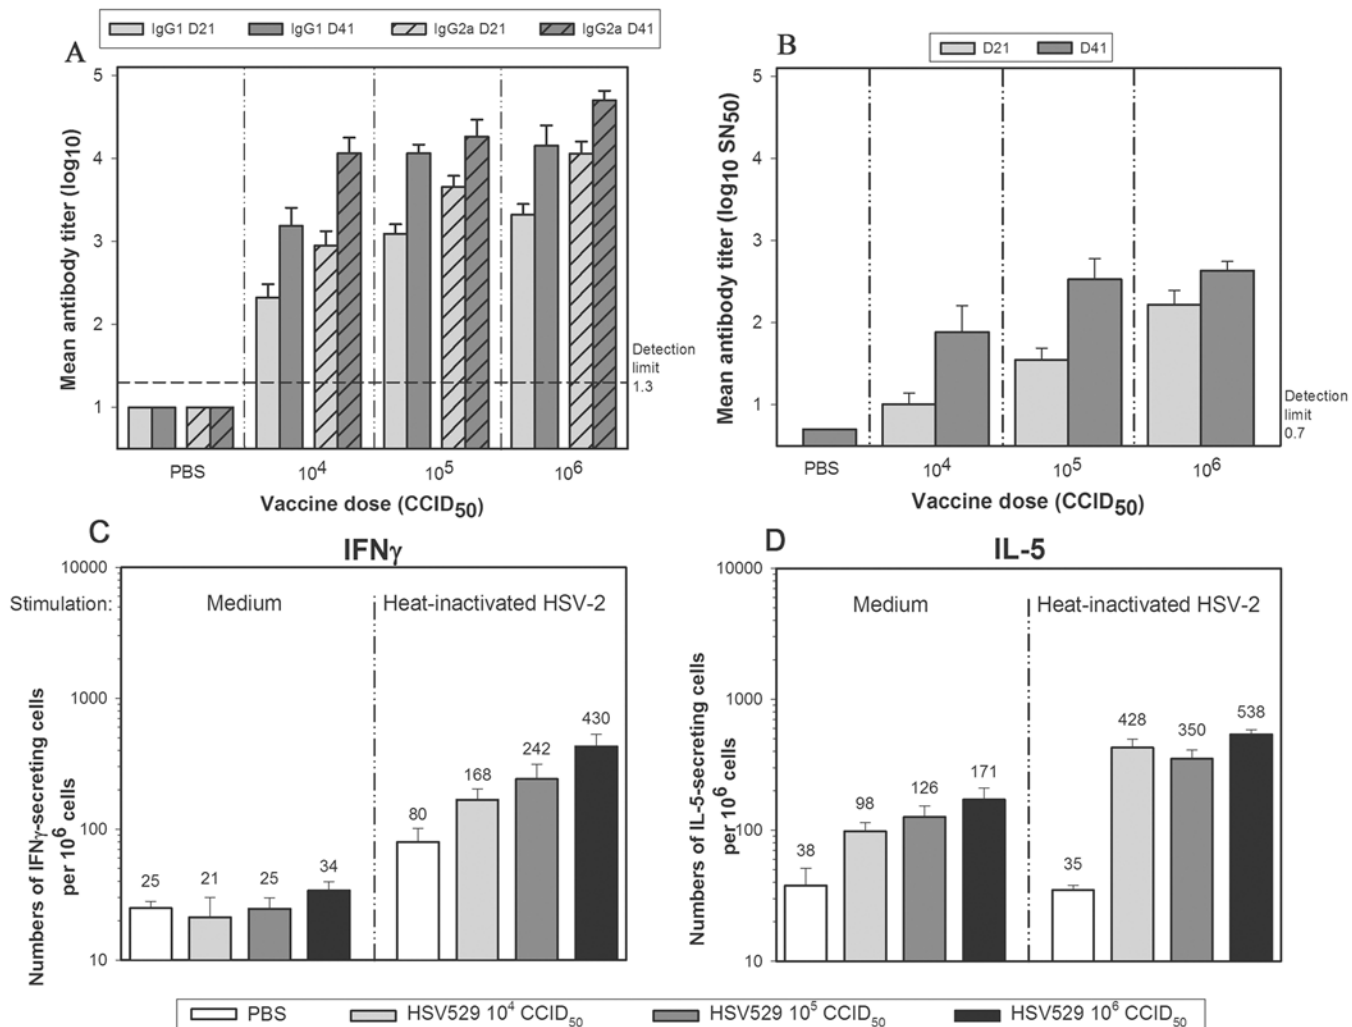 A
IgG1 D21 IgG1 D41 IgG2a D21 IgG2a D41
Mean antibody titer (log10)
5
4
3
2
1
Detection
limit
1.3
PBS 10^4 10^5 10^6
Vaccine dose (CCID50)
B
D21 D41
Mean antibody titer (log10 SN50)
5
4
3
2
1
Detection
limit
0.7
PBS 10^4 10^5 10^6
Vaccine dose (CCID50)
C
IFNγ
Stimulation: Medium Heat-inactivated HSV-2
Numbers of IFNγ-secreting cells
per 10^6 cells
10000
1000
100
10
25 21 25 34 80 168 242 430
D
IL-5
Medium Heat-inactivated HSV-2
Numbers of IL-5-secreting cells
per 10^6 cells
10000
1000
100
10
38 98 126 171 35 428 350 538
PBS HSV529 10^4 CCID50 HSV529 10^5 CCID50 HSV529 10^6 CCID50